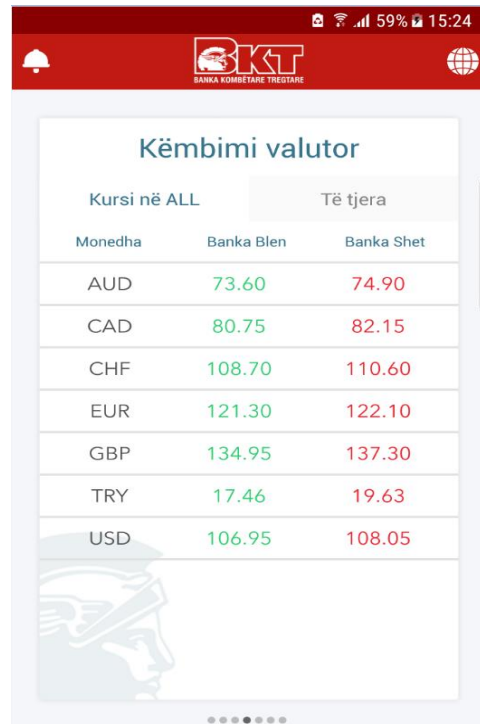 59% 15:24
BKT
BANKA KOMBËTARE TREGTARE
Këmbimi valutor
Kursi në ALL Të tjera
Monedha Banka Blen Banka Shet
AUD 73.60 74.90
CAD 80.75 82.15
CHF 108.70 110.60
EUR 121.30 122.10
GBP 134.95 137.30
TRY 17.46 19.63
USD 106.95 108.05